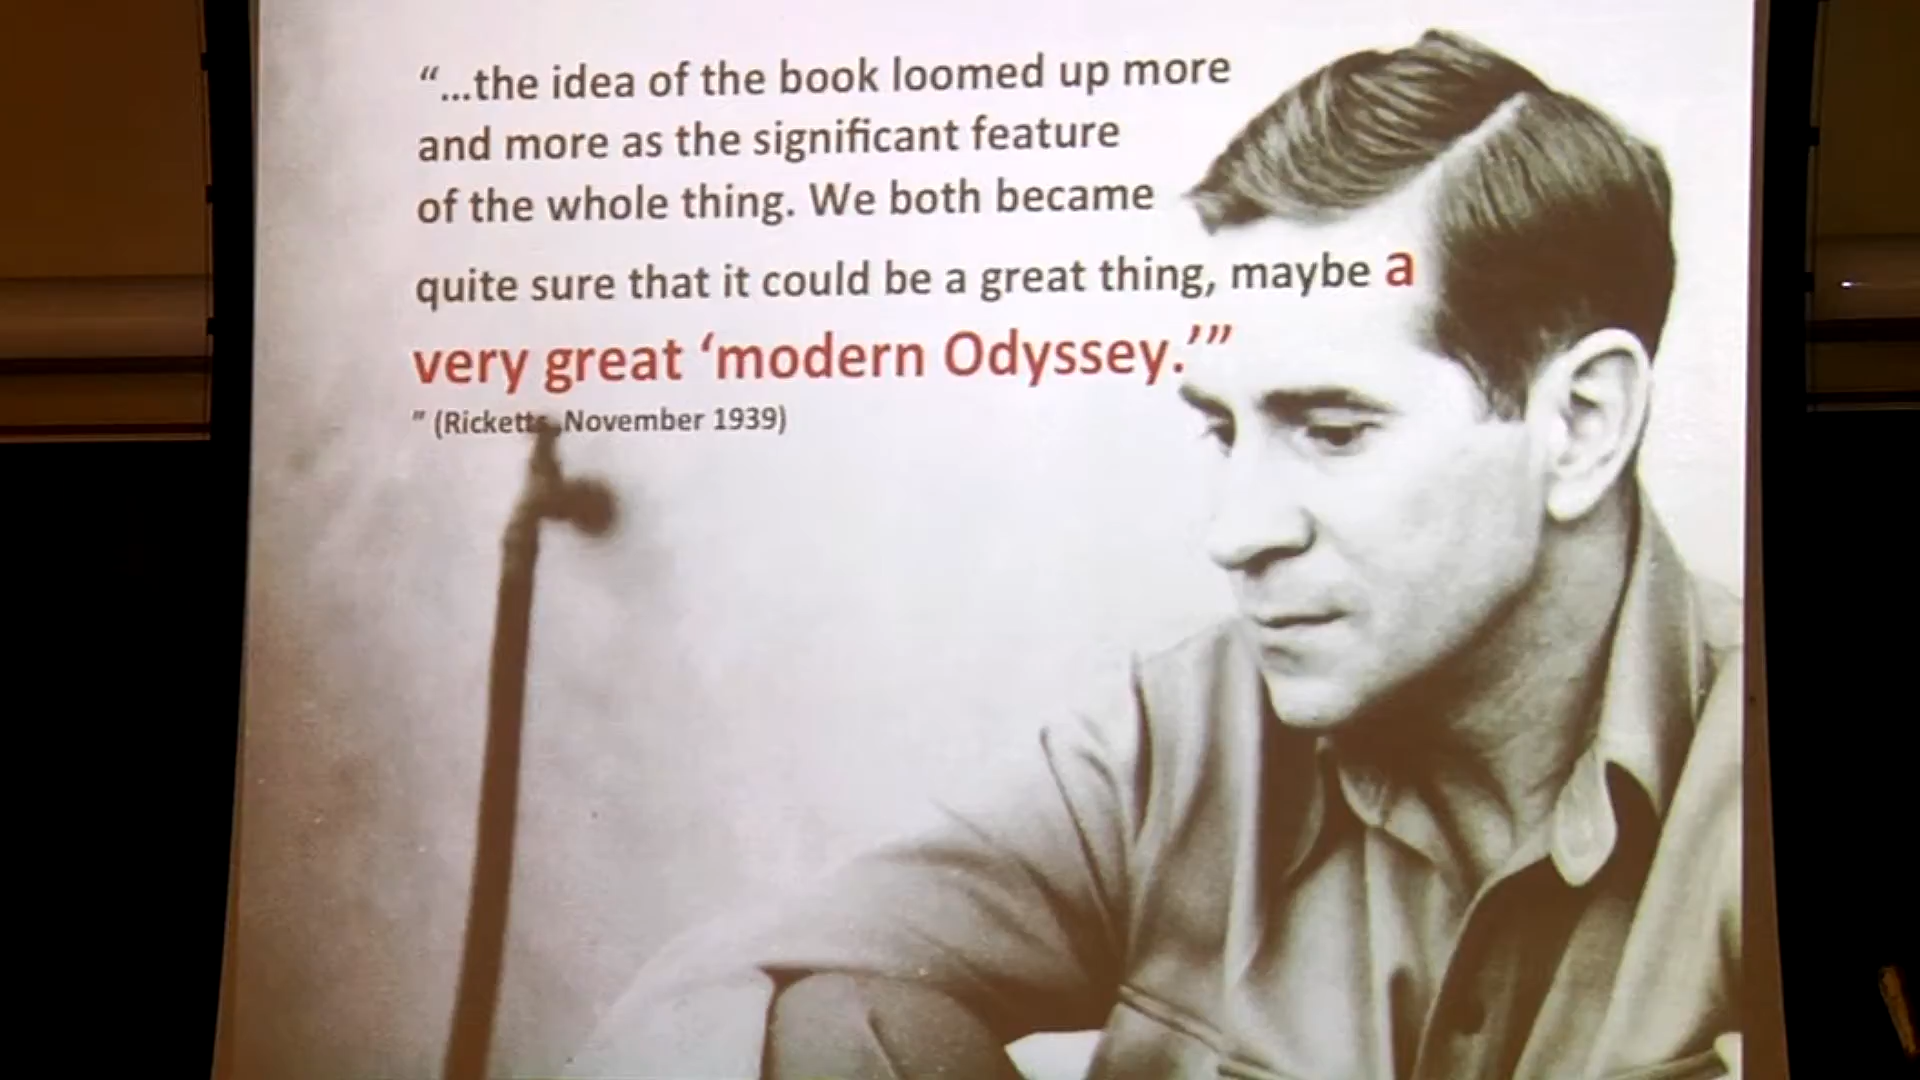 “...the idea of the book loomed up more
and more as the significant feature
of the whole thing. We both became
quite sure that it could be a great thing, maybe a
very great ‘modern Odyssey.’”
” (Ricketts, November 1939)